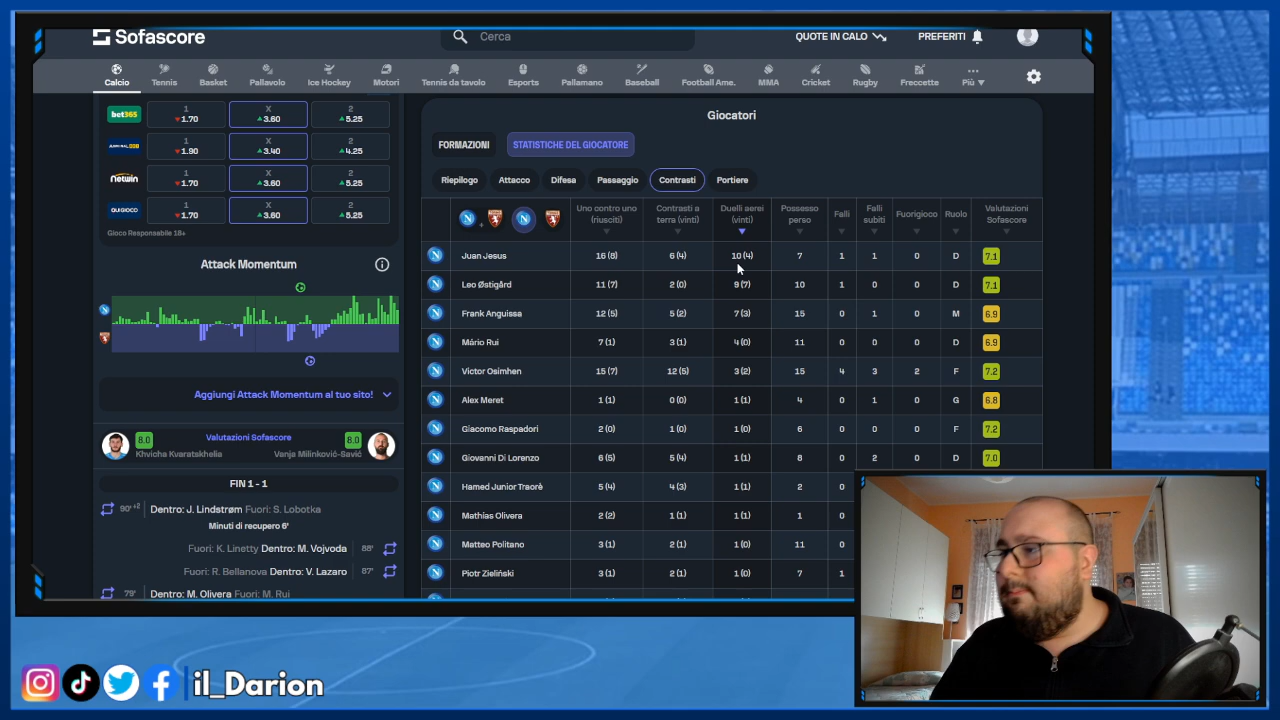 Sofascore
Cerca
QUOTE IN CALO
PREFERITI
Calcio Tennis Basket Pallavolo Ice Hockey Motori Tennis da tavolo Esports Pallamano Baseball Football Ame. MMA Cricket Rugby Freccette Più
bet365 1 1.70 X 3.60 2 5.25
1 1.90 X 3.40 2 4.25
netwin 1 1.70 X 3.60 2 5.25
QUIGIOCO 1 1.70 X 3.60 2 5.25
Gioco Responsabile 18+
Attack Momentum
Aggiungi Attack Momentum al tuo sito!
8.0 Valutazioni Sofascore 8.0
Khvicha Kvaratskhelia Vanja Milinković-Savić
FIN 1 - 1
90'+2 Dentro: J. Lindstrøm Fuori: S. Lobotka
Minuti di recupero 6'
Fuori: K. Linetty Dentro: M. Vojvoda 88'
Fuori: R. Bellanova Dentro: V. Lazaro 87'
79' Dentro: M. Olivera Fuori: M. Rui
Giocatori
FORMAZIONI STATISTICHE DEL GIOCATORE
Riepilogo Attacco Difesa Passaggio Contrasti Portiere
+ Uno contro uno (riusciti) Contrasti a terra (vinti) Duelli aerei (vinti) Possesso perso Falli Falli subiti Fuorigioco Ruolo Valutazioni Sofascore
Juan Jesus 16 (8) 6 (4) 10 (4) 7 1 1 0 D 7.1
Leo Østigård 11 (7) 2 (0) 9 (7) 10 1 0 0 D 7.1
Frank Anguissa 12 (5) 5 (2) 7 (3) 15 0 1 0 M 6.9
Mário Rui 7 (1) 3 (1) 4 (0) 11 0 0 0 D 6.9
Victor Osimhen 15 (7) 12 (5) 3 (2) 15 4 3 2 F 7.2
Alex Meret 1 (1) 0 (0) 1 (1) 4 0 1 0 G 6.8
Giacomo Raspadori 2 (0) 1 (0) 1 (0) 6 0 0 0 F 7.2
Giovanni Di Lorenzo 6 (5) 5 (4) 1 (1) 8 0 2 0 D 7.0
Hamed Junior Traorè 5 (4) 4 (3) 1 (1) 2 0
Mathías Olivera 2 (2) 1 (1) 1 (1) 1 0
Matteo Politano 3 (1) 2 (1) 1 (0) 11 0
Piotr Zieliński 3 (1) 2 (1) 1 (0) 7 1
il_Darion